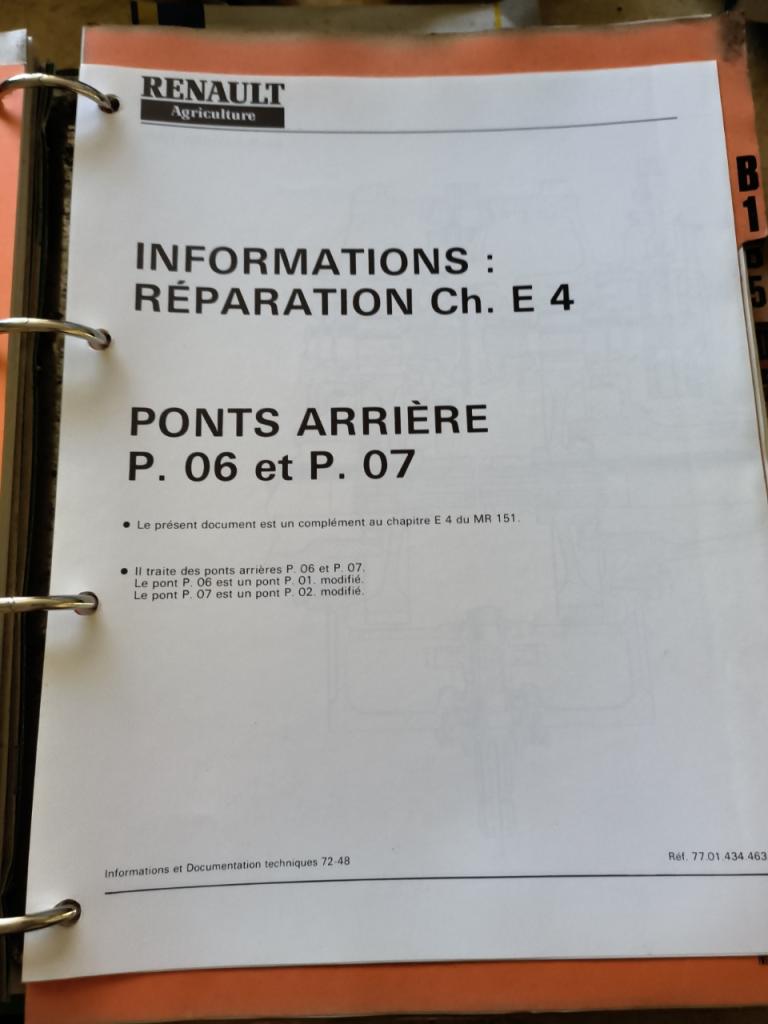 RENAULT
Agriculture
INFORMATIONS :
RÉPARATION Ch. E 4
PONTS ARRIÈRE
P. 06 et P. 07
● Le présent document est un complément au chapitre E 4 du MR 151.
● Il traite des ponts arrières P. 06 et P. 07.
Le pont P. 06 est un pont P. 01. modifié.
Le pont P. 07 est un pont P. 02. modifié.
Informations et Documentation techniques 72-48
Réf. 77.01.434.463
B
1
5